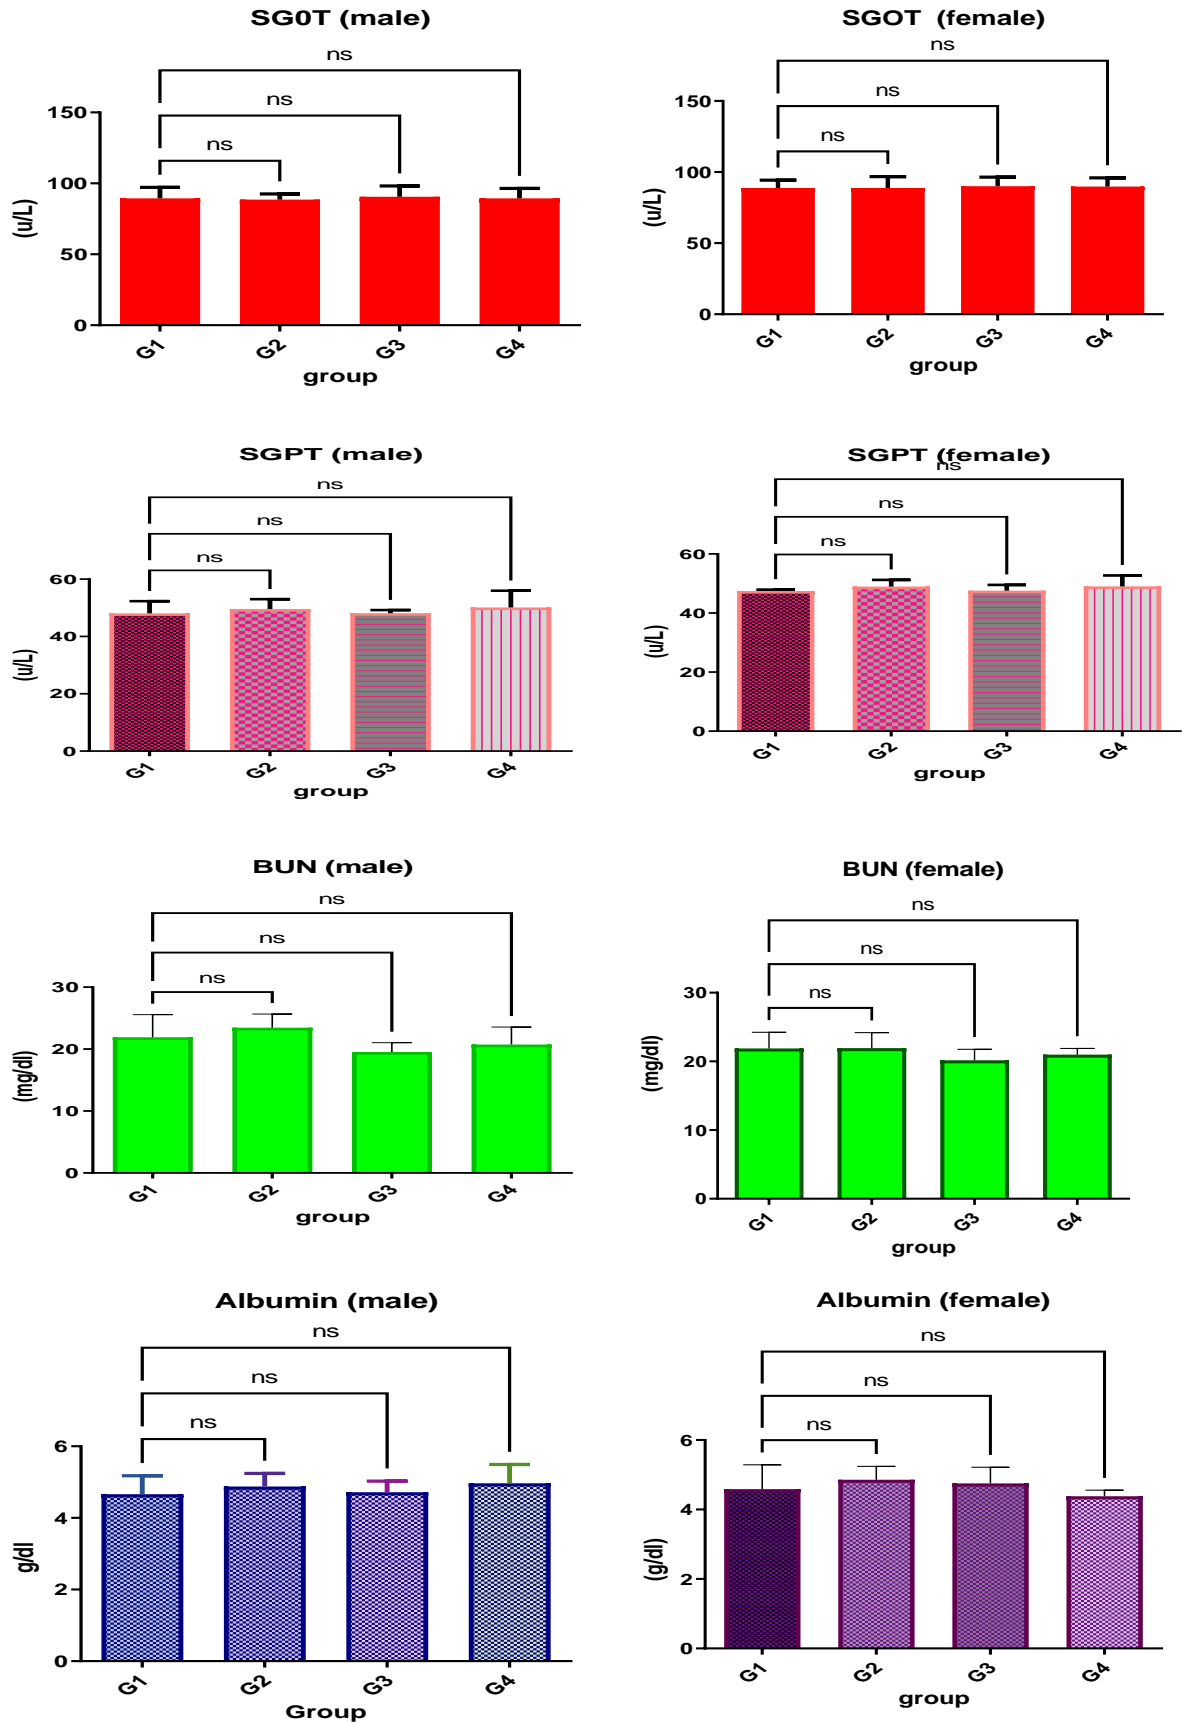 SG0T (male)
ns
ns
ns
150
100
50
0
(u/L)
G1
G2
G3
G4
group
SGOT (female)
ns
ns
ns
150
100
50
0
(u/L)
G1
G2
G3
G4
group
SGPT (male)
ns
ns
ns
60
40
20
0
(u/L)
G1
G2
G3
G4
group
SGPT (female)
ns
ns
ns
60
40
20
0
(u/L)
G1
G2
G3
G4
group
BUN (male)
ns
ns
ns
30
20
10
0
(mg/dl)
G1
G2
G3
G4
group
BUN (female)
ns
ns
ns
30
20
10
0
(mg/dl)
G1
G2
G3
G4
group
Albumin (male)
ns
ns
ns
6
4
2
0
g/dl
G1
G2
G3
G4
Group
Albumin (female)
ns
ns
ns
6
4
2
0
(g/dl)
G1
G2
G3
G4
group